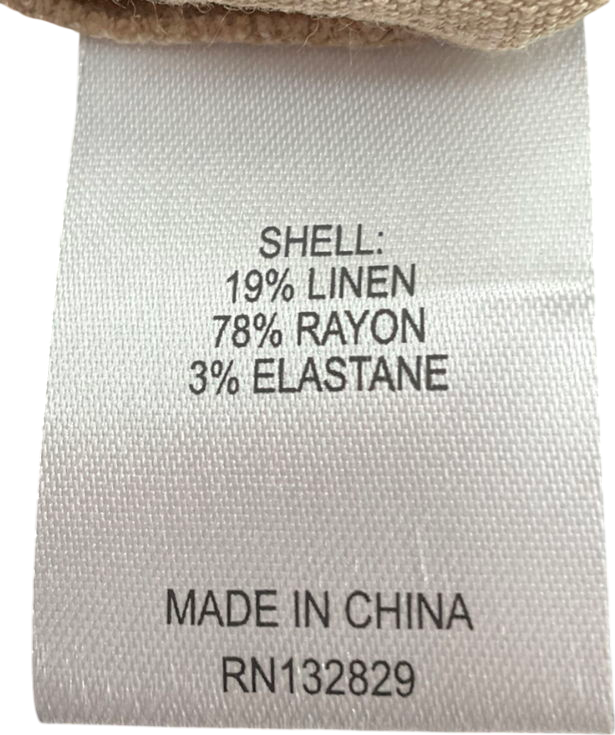 SHELL:
19% LINEN
78% RAYON
3% ELASTANE
MADE IN CHINA
RN132829